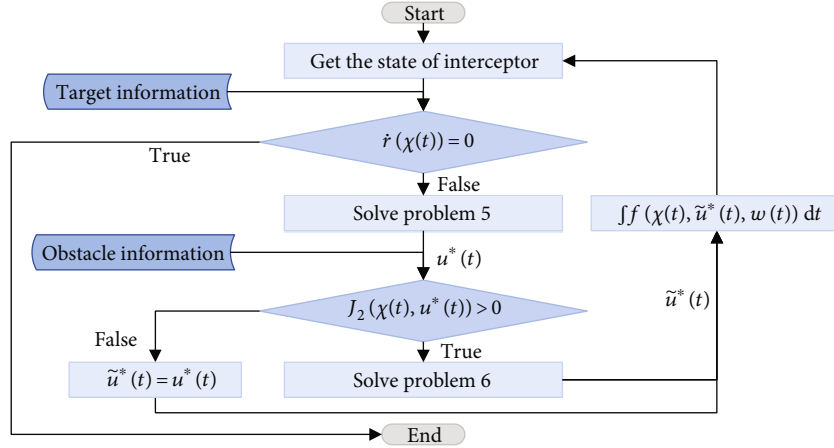 Start
Get the state of interceptor
Target information
ṙ (χ(t)) = 0
True
False
Solve problem 5
∫f (χ(t), ũ*(t), w(t)) dt
Obstacle information
u*(t)
ũ*(t)
J₂ (χ(t), u*(t)) > 0
False
True
ũ*(t) = u*(t)
Solve problem 6
End